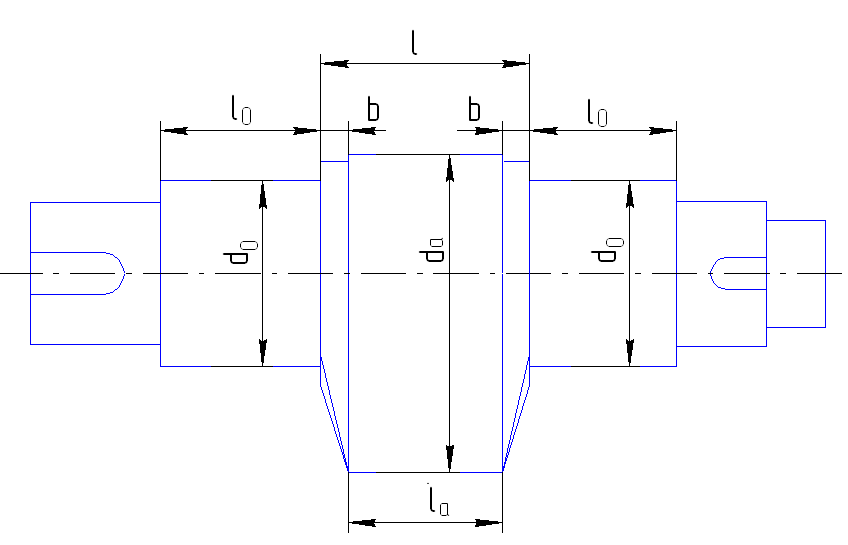 l
l₀ b b l₀
d₀ dₐ d₀
lₐ